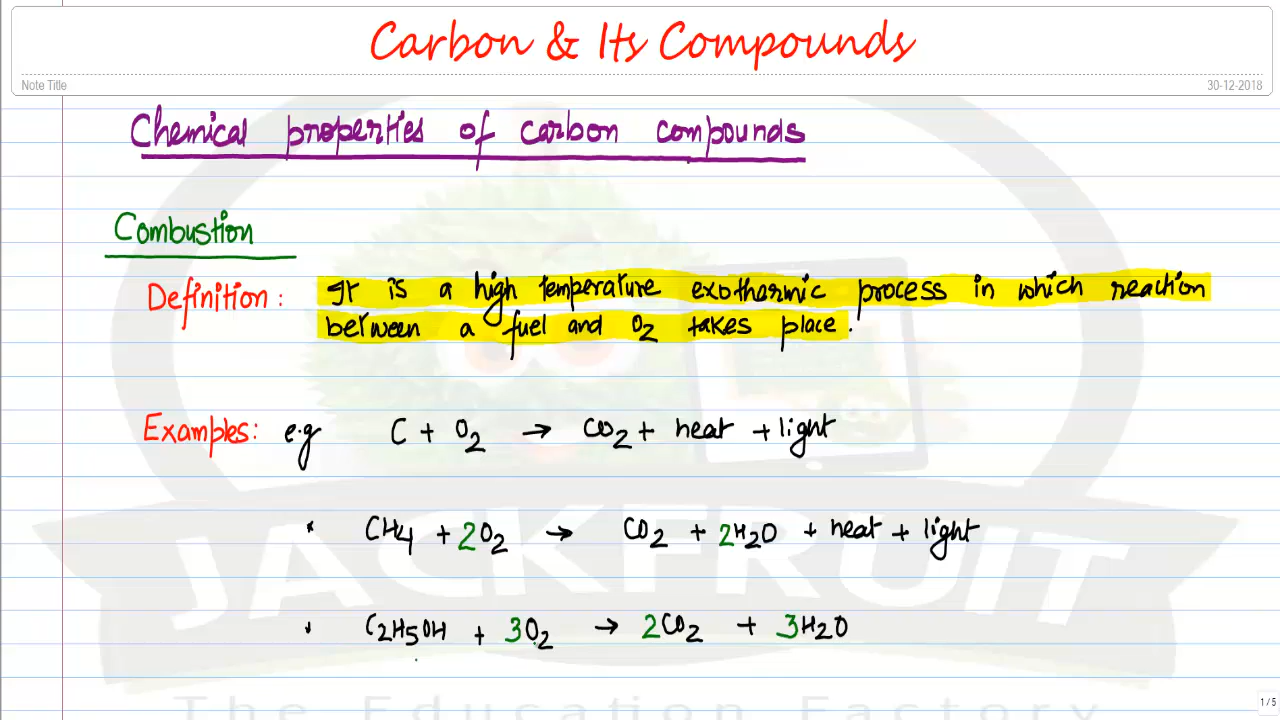 Carbon & Its Compounds
Note Title
30-12-2018
Chemical properties of carbon compounds
Combustion
Definition : It is a high temperature exothermic process in which reaction
between a fuel and O2 takes place.
Examples: e.g C + O2 → CO2 + heat + light
CH4 + 2O2 → CO2 + 2H2O + heat + light
C2H5OH + 3O2 → 2CO2 + 3H2O
JACKFRUIT
The Education Factory
1/5